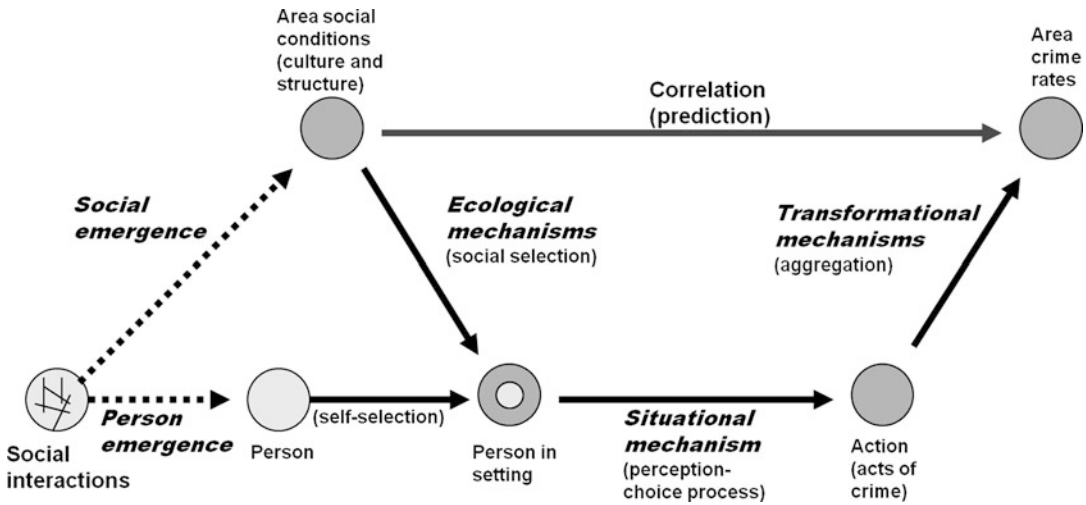 Area social
conditions
(culture and
structure)
Area
crime
rates
Correlation
(prediction)
Social
emergence
Ecological
mechanisms
(social selection)
Transformational
mechanisms
(aggregation)
Social
interactions
Person
emergence
Person
(self-selection)
Person in
setting
Situational
mechanism
(perception-
choice process)
Action
(acts of
crime)